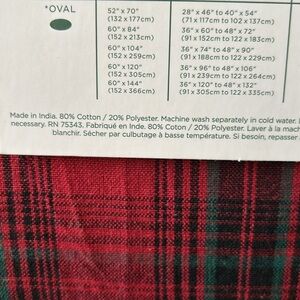 *OVAL
52" x 70"
(132 x 177cm)
28" x 46" to 40" x 54"
(71 x 117cm to 102 x 137cm)
60" x 84"
(152 x 213cm)
36" x 60" to 48" x 72"
(91 x 152cm to 122 x 183cm)
60" x 104"
(152 x 259cm)
36" x 74" to 48" x 90"
(91 x 188cm to 122 x 229cm)
60" x 120"
(152 x 305cm)
36" x 96" to 48" x 106"
(91 x 239cm to 122 x 264cm)
60" x 144"
(152 x 366cm)
36" x 120" to 48" x 132"
(91 x 305cm to 122 x 335cm)
Made in India. 80% Cotton / 20% Polyester. Machine wash separately in cold water.
necessary. RN 75343. Fabriqué en Inde. 80% Coton / 20% Polyester. Laver à la mach
blanchir. Sécher par culbutage à basse température. Si besoin, repasser